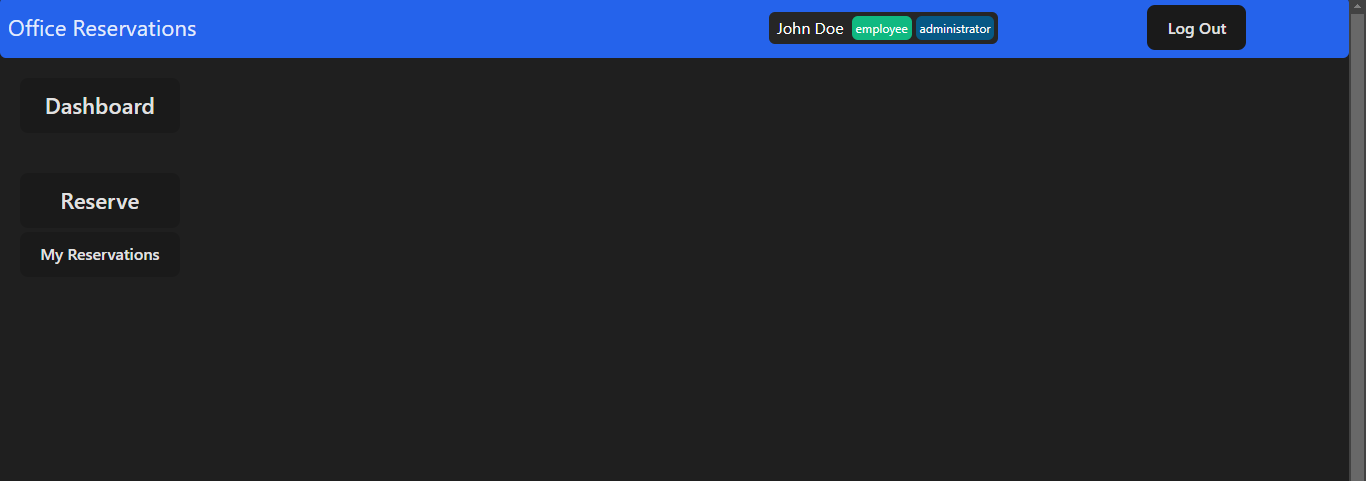 Office Reservations
John Doe employee administrator
Log Out
Dashboard
Reserve
My Reservations